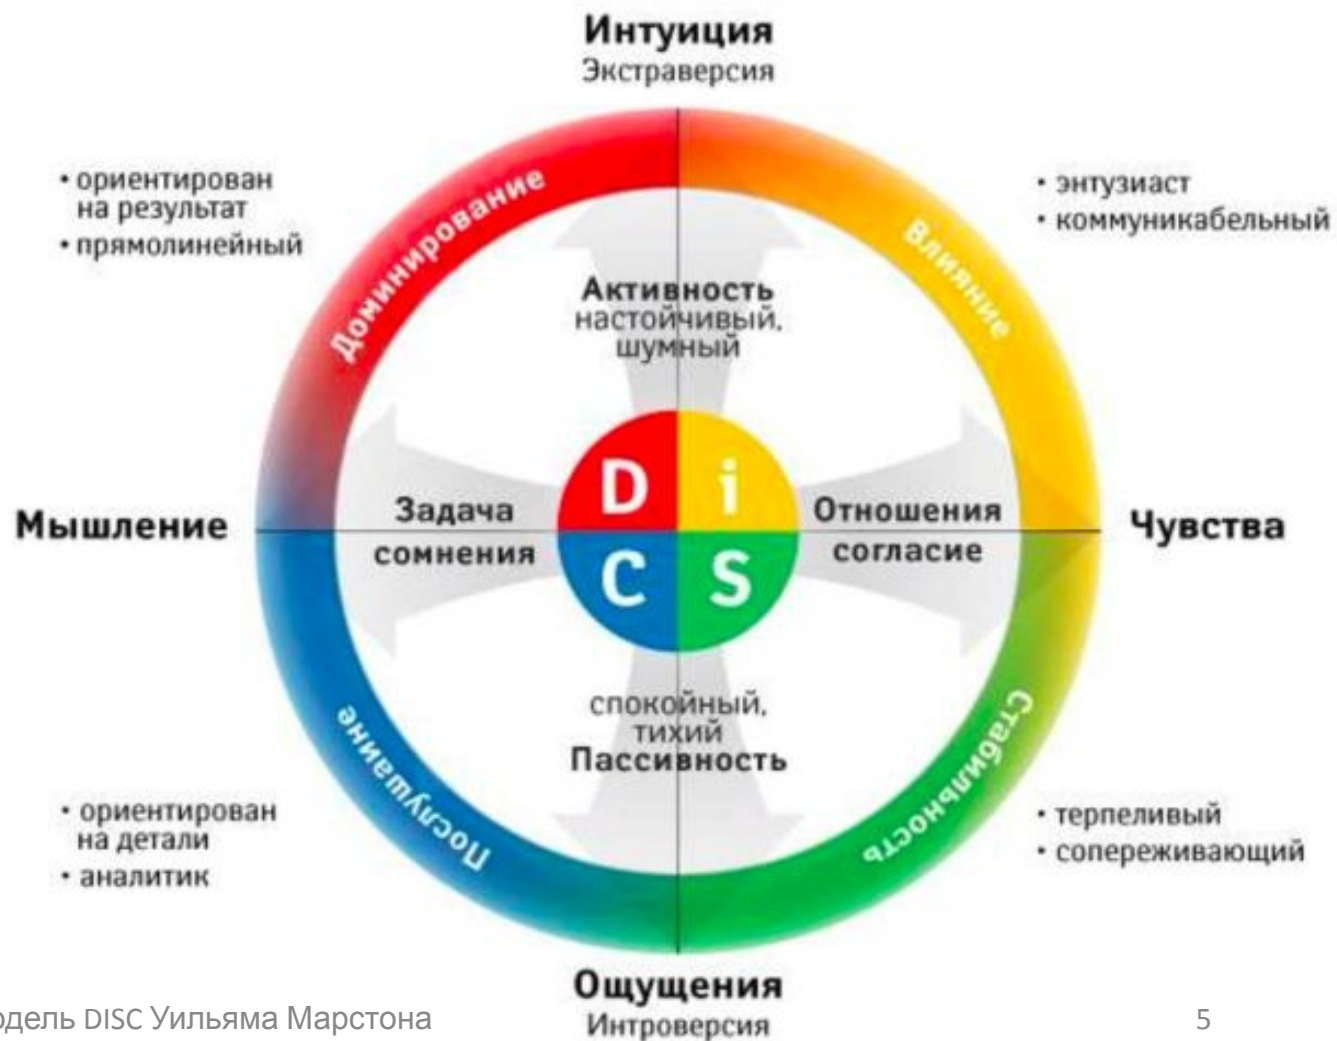 Интуиция
Экстраверсия
• ориентирован
на результат
• прямолинейный
Доминирование
Влияние
• энтузиаст
• коммуникабельный
Активность
настойчивый,
шумный
Мышление
Задача
сомнения
D i
C S
Отношения
согласие
Чувства
спокойный,
тихий
Пассивность
Послушание
Стабильность
• ориентирован
на детали
• аналитик
• терпеливый
• сопереживающий
Ощущения
Интроверсия
одель DISC Уильяма Марстона
5